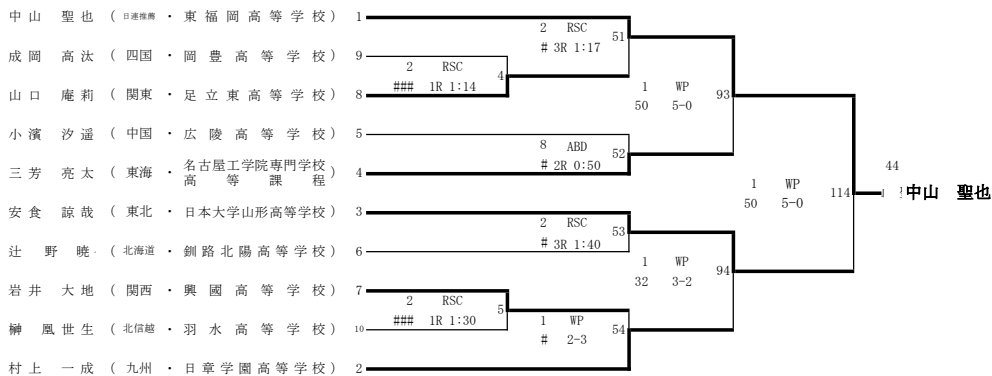 中山 聖也 ( 日連推薦 ・ 東福岡高等学校 ) 1
2 RSC
# 3R 1:17
51
成岡 高汰 ( 四国 ・ 岡豊高等学校 ) 9
2 RSC
### 1R 1:14
4
山口 庵莉 ( 関東 ・ 足立東高等学校 ) 8
1 WP
50 5-0
93
小濱 汐遥 ( 中国 ・ 広陵高等学校 ) 5
8 ABD
# 2R 0:50
52
三芳 亮太 ( 東海 ・ 名古屋工学院専門学校
高等課程 ) 4
44
1 WP
50 5-0
114
中山 聖也
安食 諒哉 ( 東北 ・ 日本大学山形高等学校 ) 3
2 RSC
# 3R 1:40
53
辻野 暁 ( 北海道 ・ 釧路北陽高等学校 ) 6
1 WP
32 3-2
94
岩井 大地 ( 関西 ・ 興國高等学校 ) 7
2 RSC
### 1R 1:30
5
榊 凰世生 ( 北信越 ・ 羽水高等学校 ) 10
1 WP
# 2-3
54
村上 一成 ( 九州 ・ 日章学園高等学校 ) 2